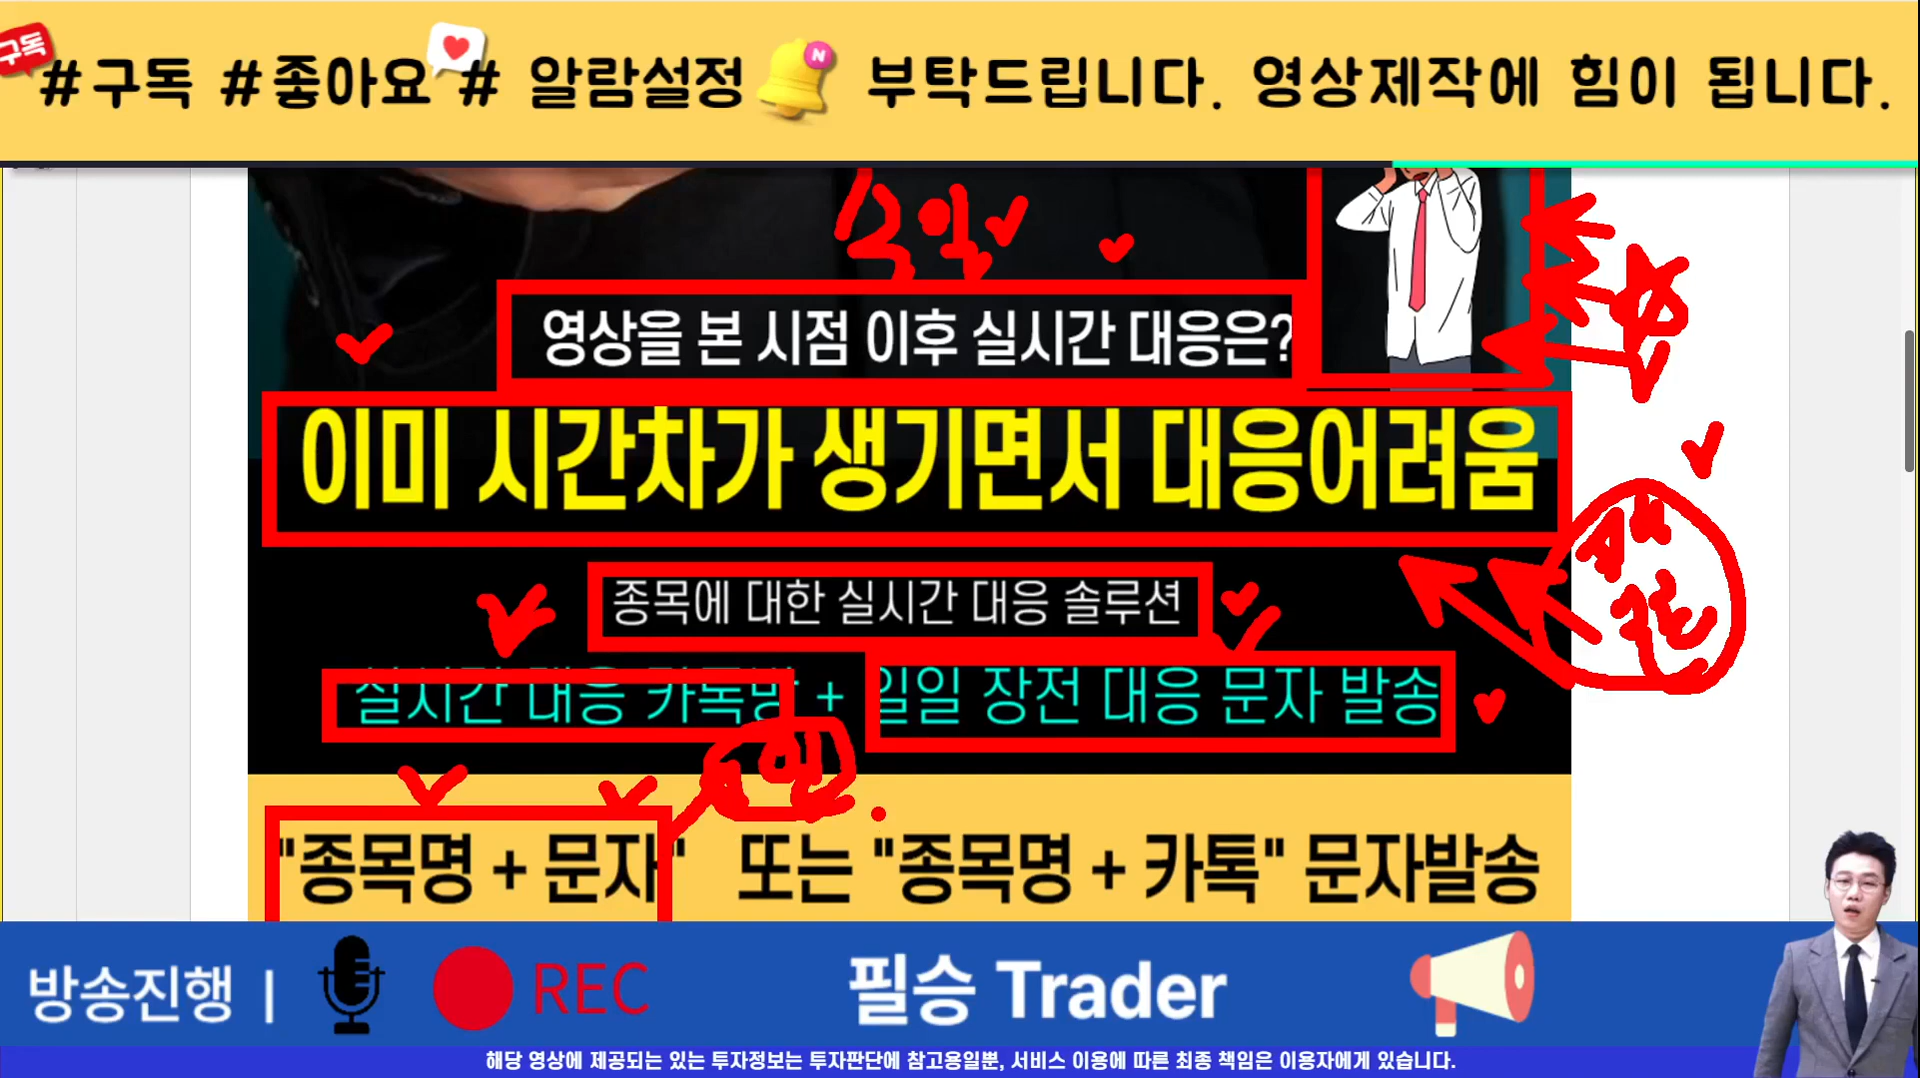 구독
#구독 #좋아요 # 알람설정 부탁드립니다. 영상제작에 힘이 됩니다.
N
영상을 본 시점 이후 실시간 대응은?
이미 시간차가 생기면서 대응어려움
종목에 대한 실시간 대응 솔루션
실시간 대응 카톡방 + 일일 장전 대응 문자 발송
"종목명 + 문자" 또는 "종목명 + 카톡" 문자발송
방송진행 | REC 필승 Trader
해당 영상에 제공되는 있는 투자정보는 투자판단에 참고용일뿐, 서비스 이용에 따른 최종 책임은 이용자에게 있습니다.